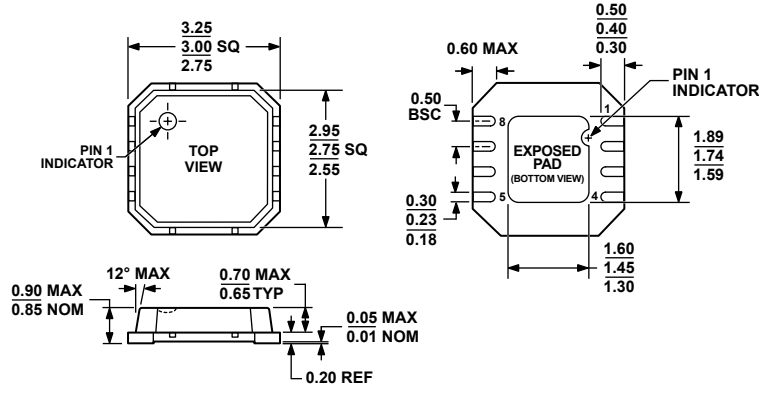 3.25
3.00 SQ
2.75
PIN 1
INDICATOR
TOP
VIEW
2.95
2.75 SQ
2.55
0.60 MAX
0.50
0.40
0.30
PIN 1
INDICATOR
0.50
BSC
8
1
EXPOSED
PAD
(BOTTOM VIEW)
5
4
1.89
1.74
1.59
0.30
0.23
0.18
1.60
1.45
1.30
12° MAX
0.90 MAX
0.85 NOM
0.70 MAX
0.65 TYP
0.05 MAX
0.01 NOM
0.20 REF